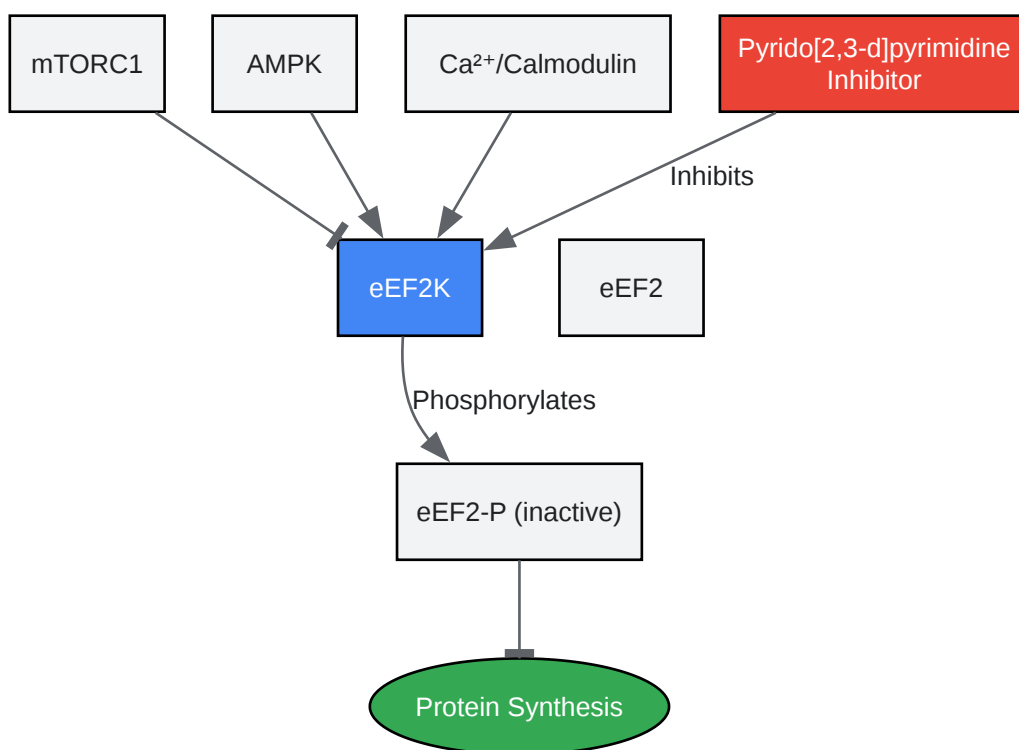 mTORC1
AMPK
Ca²⁺/Calmodulin
Pyrido[2,3-d]pyrimidine
Inhibitor
Inhibits
eEF2K
eEF2
Phosphorylates
eEF2-P (inactive)
Protein Synthesis